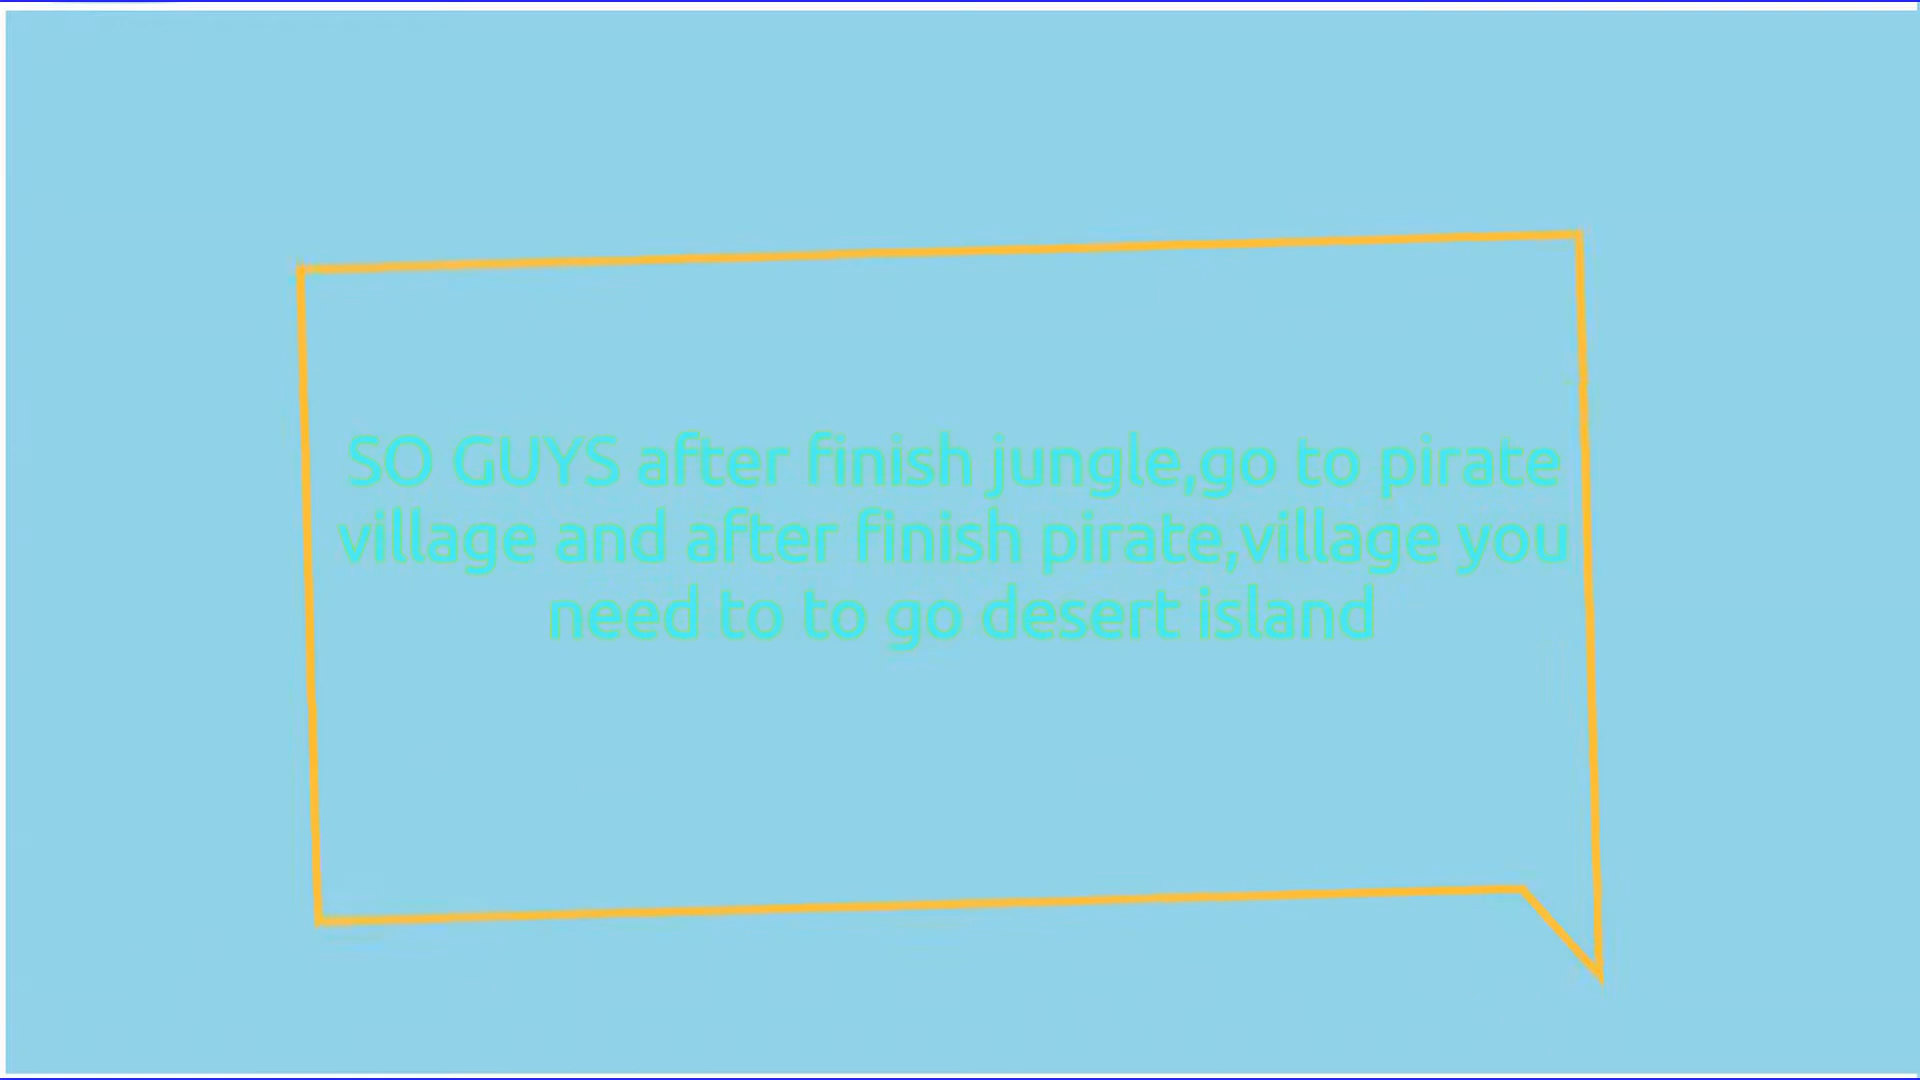 SO GUYS after finish jungle,go to pirate
village and after finish pirate,village you
need to to go desert island